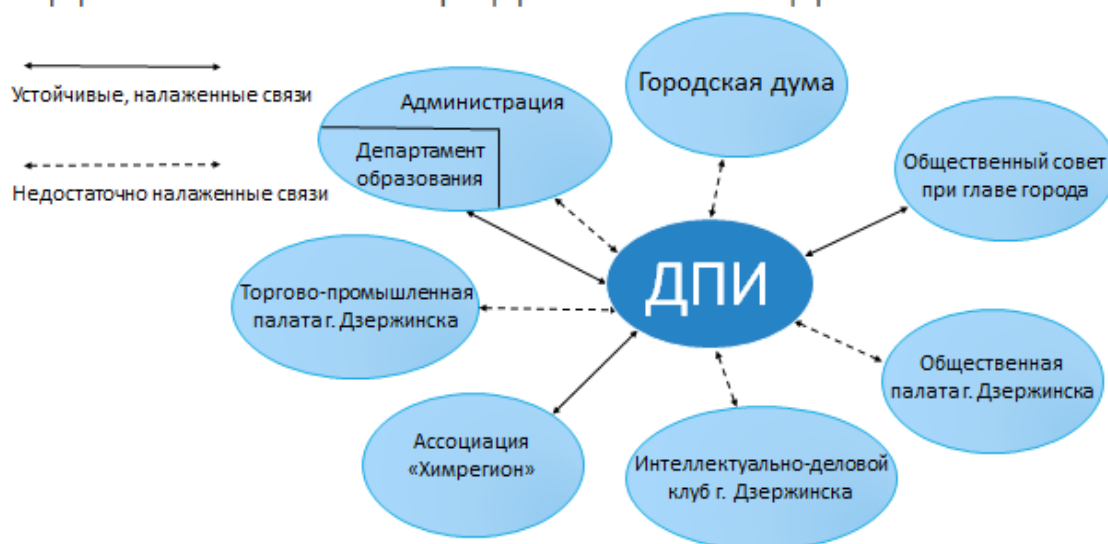 Устойчивые, налаженные связи
Недостаточно налаженные связи
Администрация
Департамент
образования
Городская дума
Общественный совет
при главе города
ДПИ
Торгово-промышленная
палата г. Дзержинска
Общественная
палата г. Дзержинска
Ассоциация
«Химрегион»
Интеллектуально-деловой
клуб г. Дзержинска